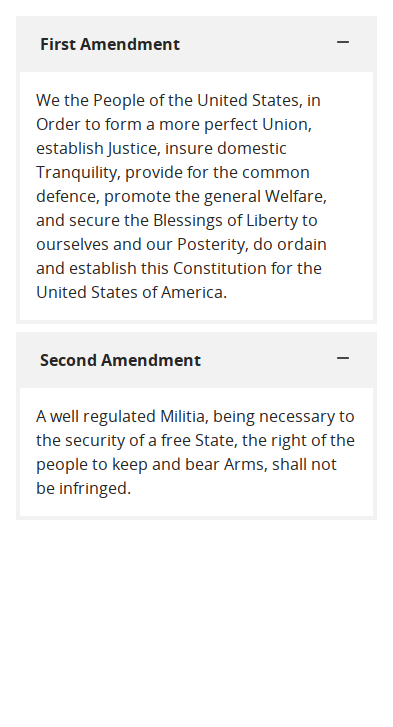 First Amendment
We the People of the United States, in
Order to form a more perfect Union,
establish Justice, insure domestic
Tranquility, provide for the common
defence, promote the general Welfare,
and secure the Blessings of Liberty to
ourselves and our Posterity, do ordain
and establish this Constitution for the
United States of America.
Second Amendment
A well regulated Militia, being necessary to
the security of a free State, the right of the
people to keep and bear Arms, shall not
be infringed.